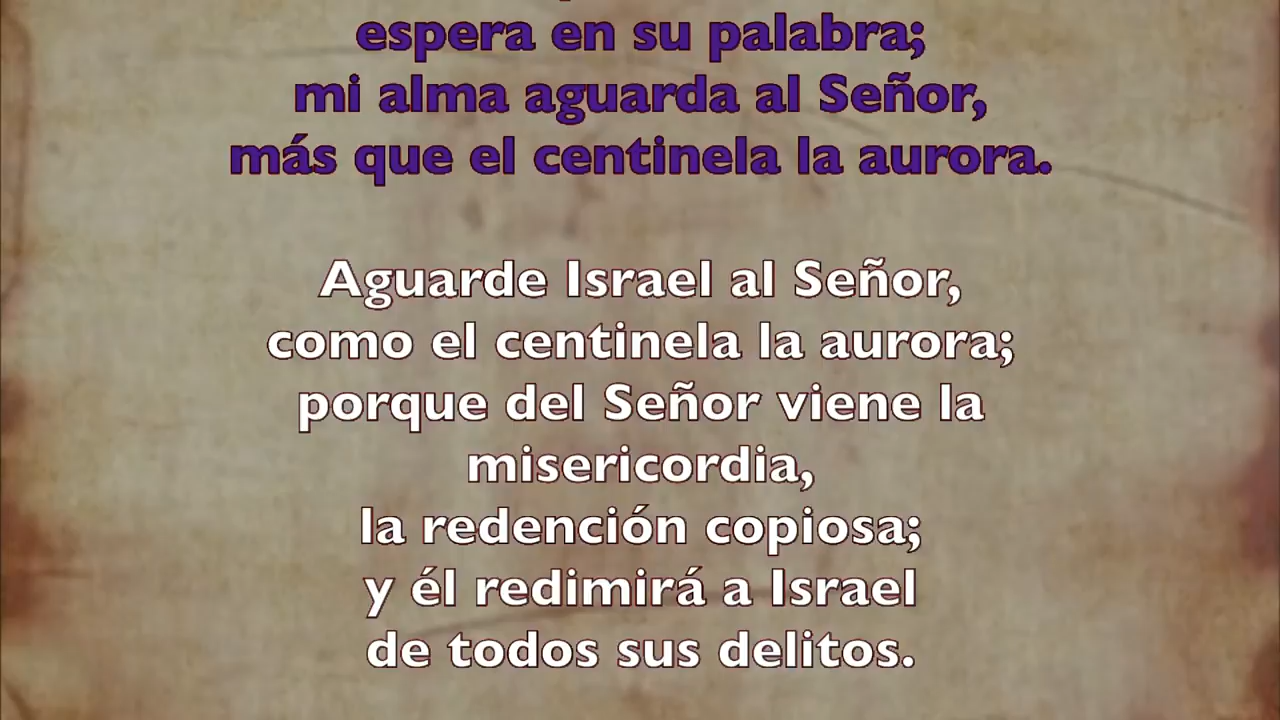 espera en su palabra;
mi alma aguarda al Señor,
más que el centinela la aurora.
Aguarde Israel al Señor,
como el centinela la aurora;
porque del Señor viene la
misericordia,
la redención copiosa;
y él redimirá a Israel
de todos sus delitos.